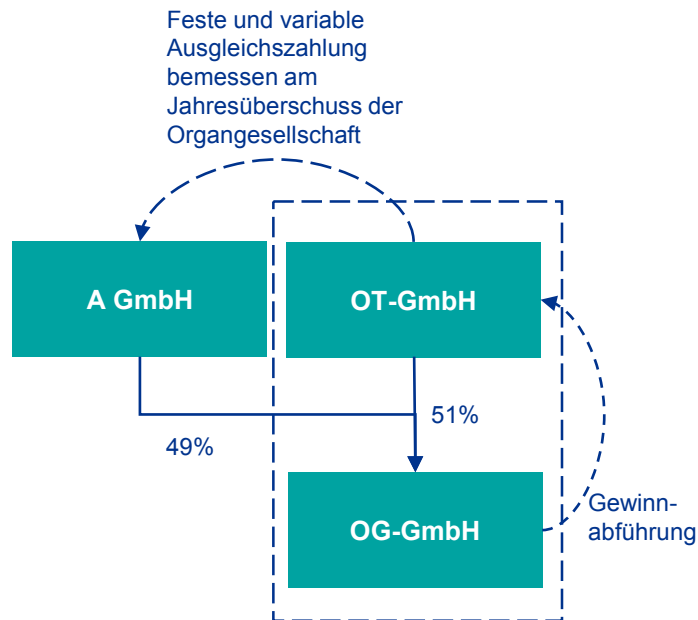 Feste und variable
Ausgleichszahlung
bemessen am
Jahresüberschuss der
Organgesellschaft
A GmbH
OT-GmbH
49%
51%
OG-GmbH
Gewinn-
abführung